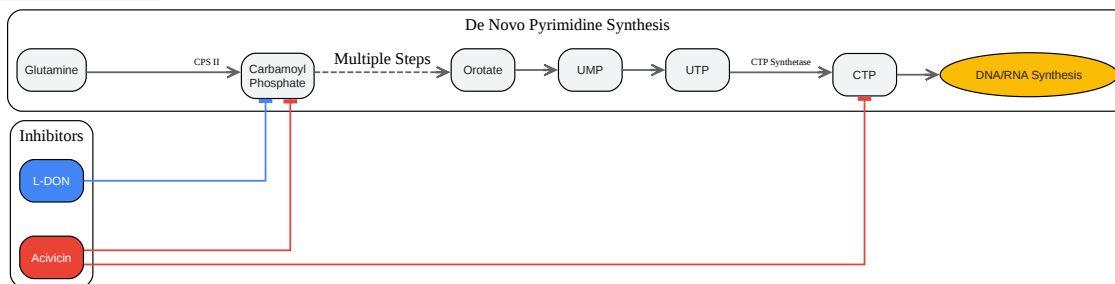 De Novo Pyrimidine Synthesis
Glutamine
CPS II
Carbamoyl
Phosphate
Multiple Steps
Orotate
UMP
UTP
CTP Synthetase
CTP
DNA/RNA Synthesis
Inhibitors
L-DON
Acivicin